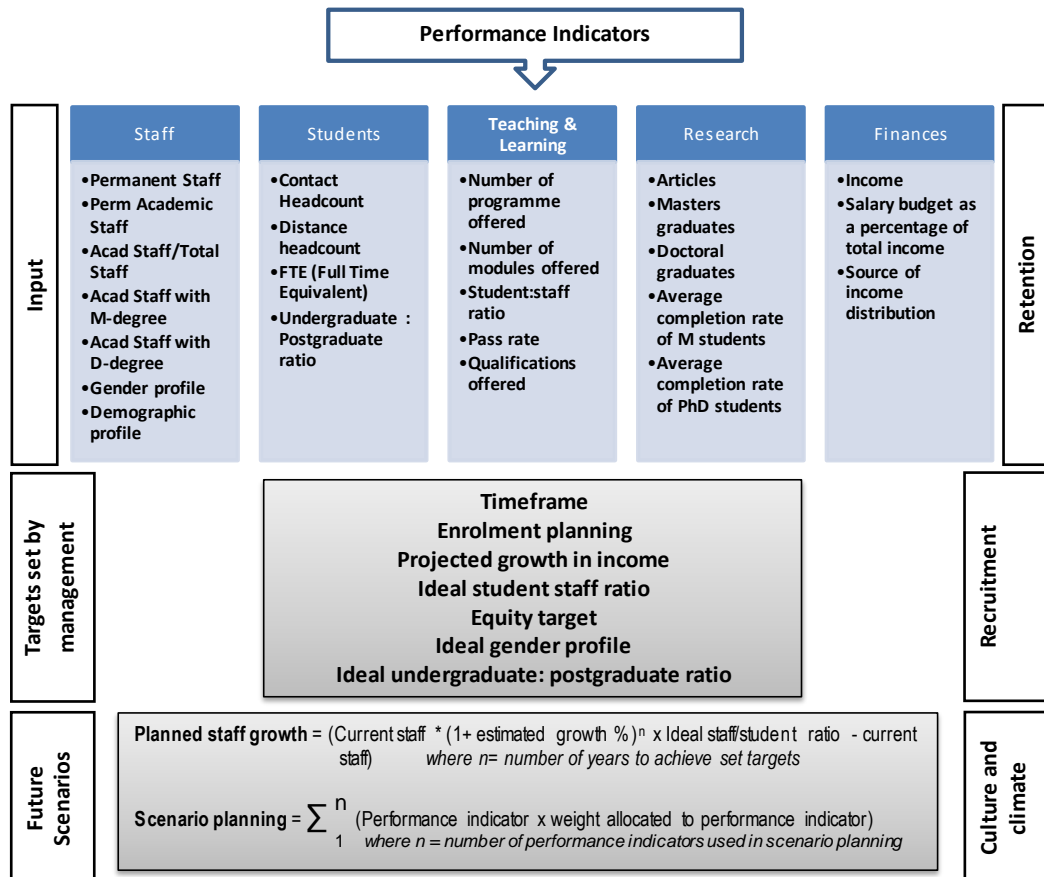 Performance Indicators
Input
Staff
•Permanent Staff
•Perm Academic
Staff
•Acad Staff/Total
Staff
•Acad Staff with
M-degree
•Acad Staff with
D-degree
•Gender profile
•Demographic
profile
Students
•Contact
Headcount
•Distance
headcount
•FTE (Full Time
Equivalent)
•Undergraduate :
Postgraduate
ratio
Teaching &
Learning
•Number of
programme
offered
•Number of
modules offered
•Student:staff
ratio
•Pass rate
•Qualifications
offered
Research
•Articles
•Masters
graduates
•Doctoral
graduates
•Average
completion rate
of M students
•Average
completion rate
of PhD students
Finances
•Income
•Salary budget as
a percentage of
total income
•Source of
income
distribution
Retention
Targets set by
management
Timeframe
Enrolment planning
Projected growth in income
Ideal student staff ratio
Equity target
Ideal gender profile
Ideal undergraduate: postgraduate ratio
Recruitment
Future
Scenarios
Planned staff growth = (Current staff * (1+ estimated growth %)ⁿ x Ideal staff/student ratio - current
staff) where n= number of years to achieve set targets
Scenario planning = ∑ n 1 (Performance indicator x weight allocated to performance indicator)
where n = number of performance indicators used in scenario planning
Culture and
climate